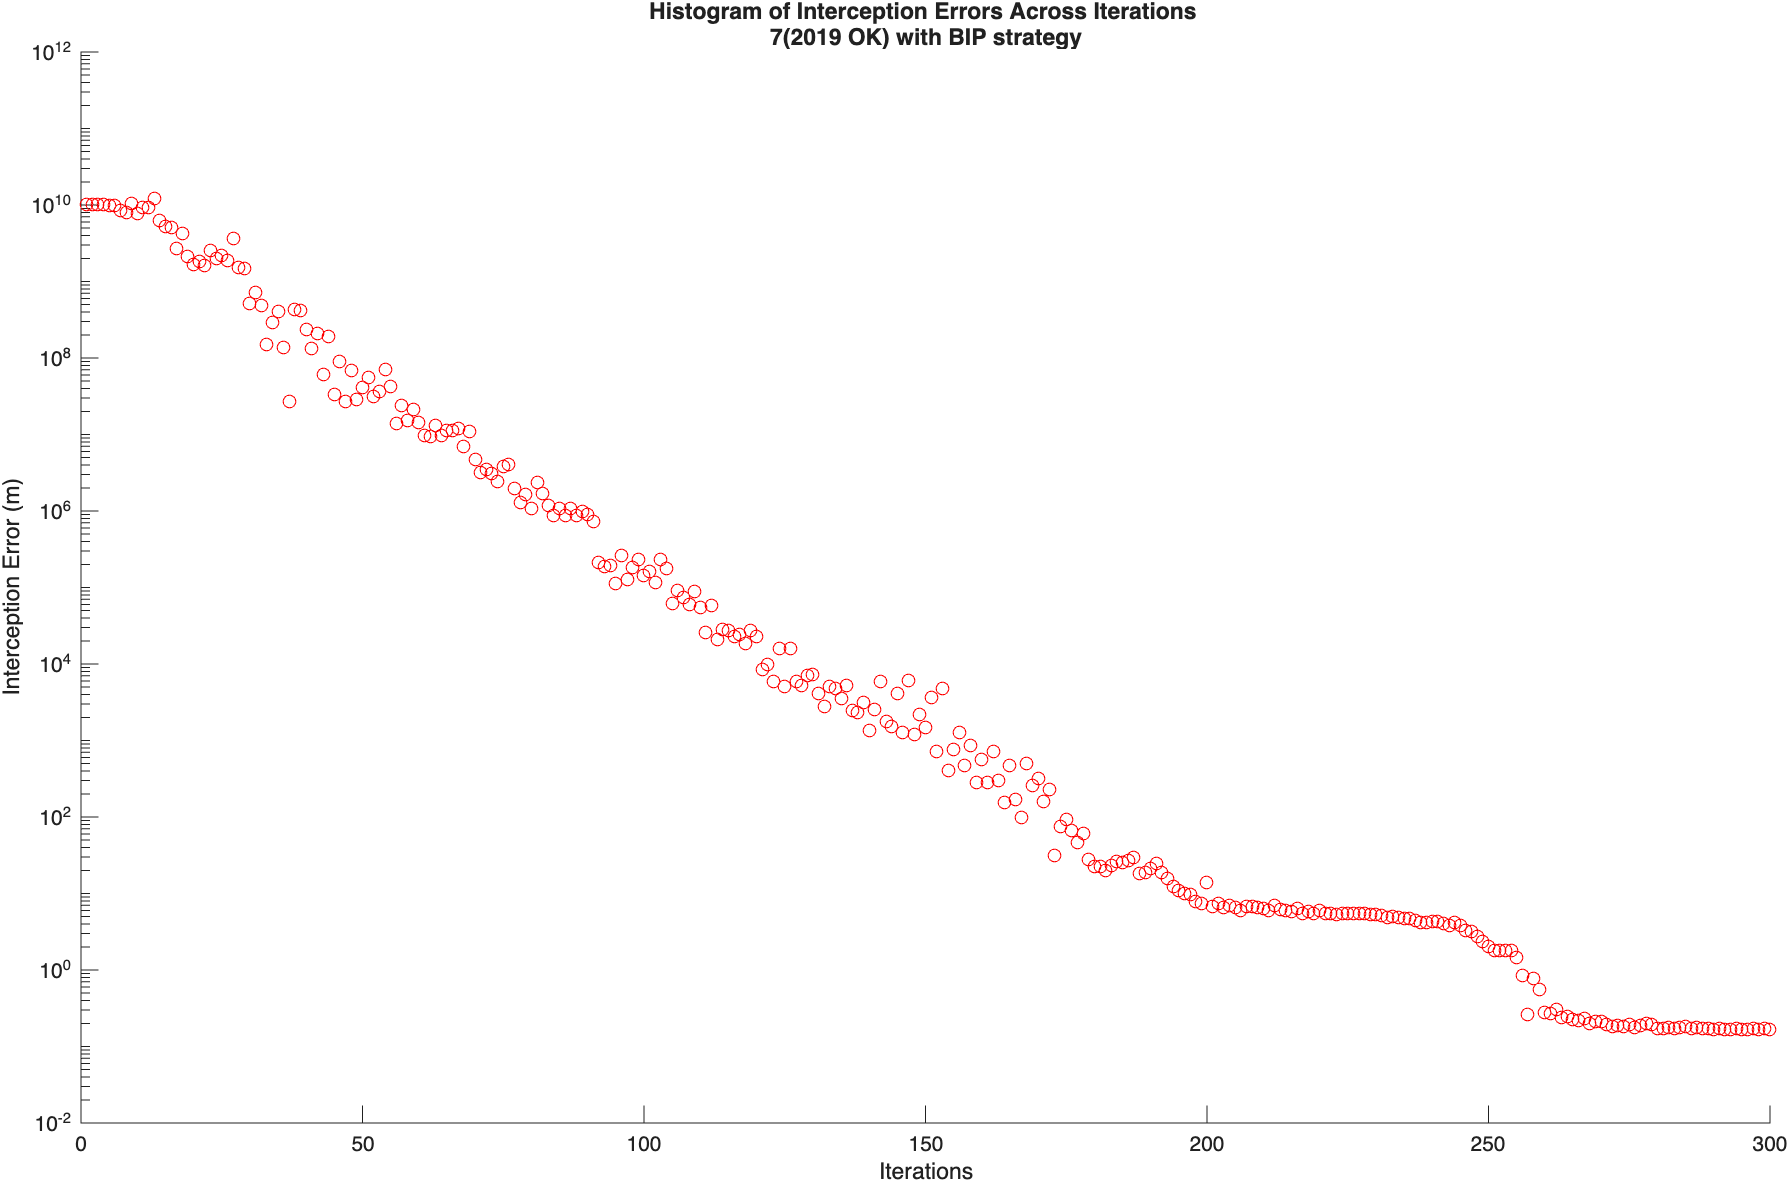 Histogram of Interception Errors Across Iterations
7(2019 OK) with BIP strategy
Interception Error (m)
10^12
10^10
10^8
10^6
10^4
10^2
10^0
10^-2
0 50 100 150 200 250 300
Iterations